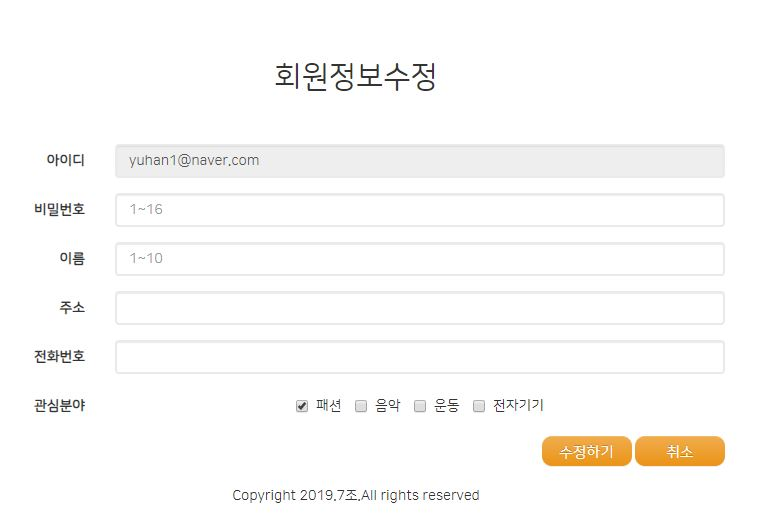 회원정보수정
아이디 yuhan1@naver.com
비밀번호 1~16
이름 1~10
주소
전화번호
관심분야 패션 음악 운동 전자기기
수정하기 취소
Copyright 2019.7조.All rights reserved